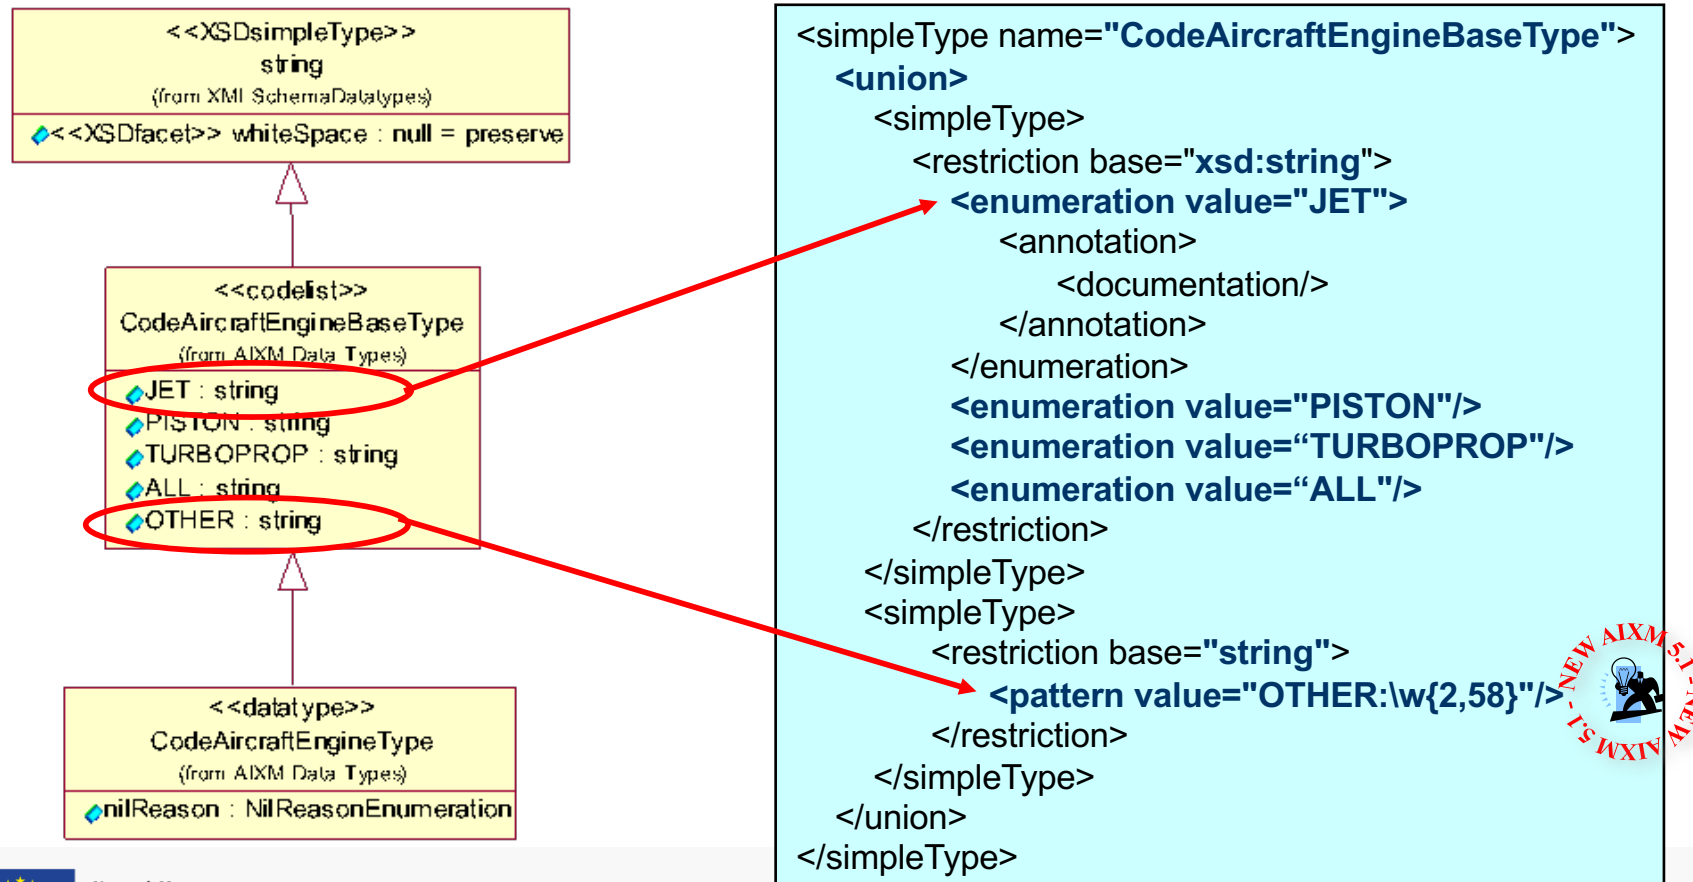 <<XSDsimpleType>>
string
(from XMI SchemaDatatypes)
<<XSDfacet>> whiteSpace : null = preserve
<<codelist>>
CodeAircraftEngineBaseType
(from AIXM Data Types)
JET : string
PISTON : string
TURBOPROP : string
ALL : string
OTHER : string
<<datatype>>
CodeAircraftEngineType
(from AIXM Data Types)
nilReason : NilReasonEnumeration
<simpleType name="CodeAircraftEngineBaseType">
<union>
<simpleType>
<restriction base="xsd:string">
<enumeration value="JET">
<annotation>
<documentation/>
</annotation>
</enumeration>
<enumeration value="PISTON"/>
<enumeration value=“TURBOPROP"/>
<enumeration value=“ALL"/>
</restriction>
</simpleType>
<simpleType>
<restriction base="string">
<pattern value="OTHER:\w{2,58}"/>
</restriction>
</simpleType>
</union>
</simpleType>
NEW AIXM 5.1 - NEW AIXM 5.1 -